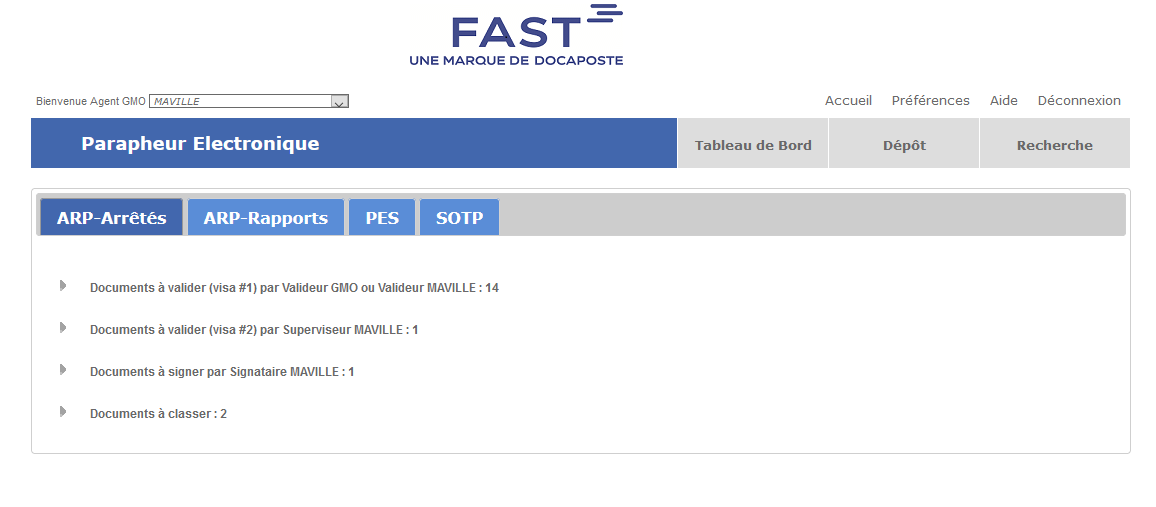 FAST
UNE MARQUE DE DOCAPOSTE
Bienvenue Agent GMO MAVILLE
Accueil Préférences Aide Déconnexion
Parapheur Electronique
Tableau de Bord Dépôt Recherche
ARP-Arrêtés ARP-Rapports PES SOTP
Documents à valider (visa #1) par Valideur GMO ou Valideur MAVILLE : 14
Documents à valider (visa #2) par Superviseur MAVILLE : 1
Documents à signer par Signataire MAVILLE : 1
Documents à classer : 2